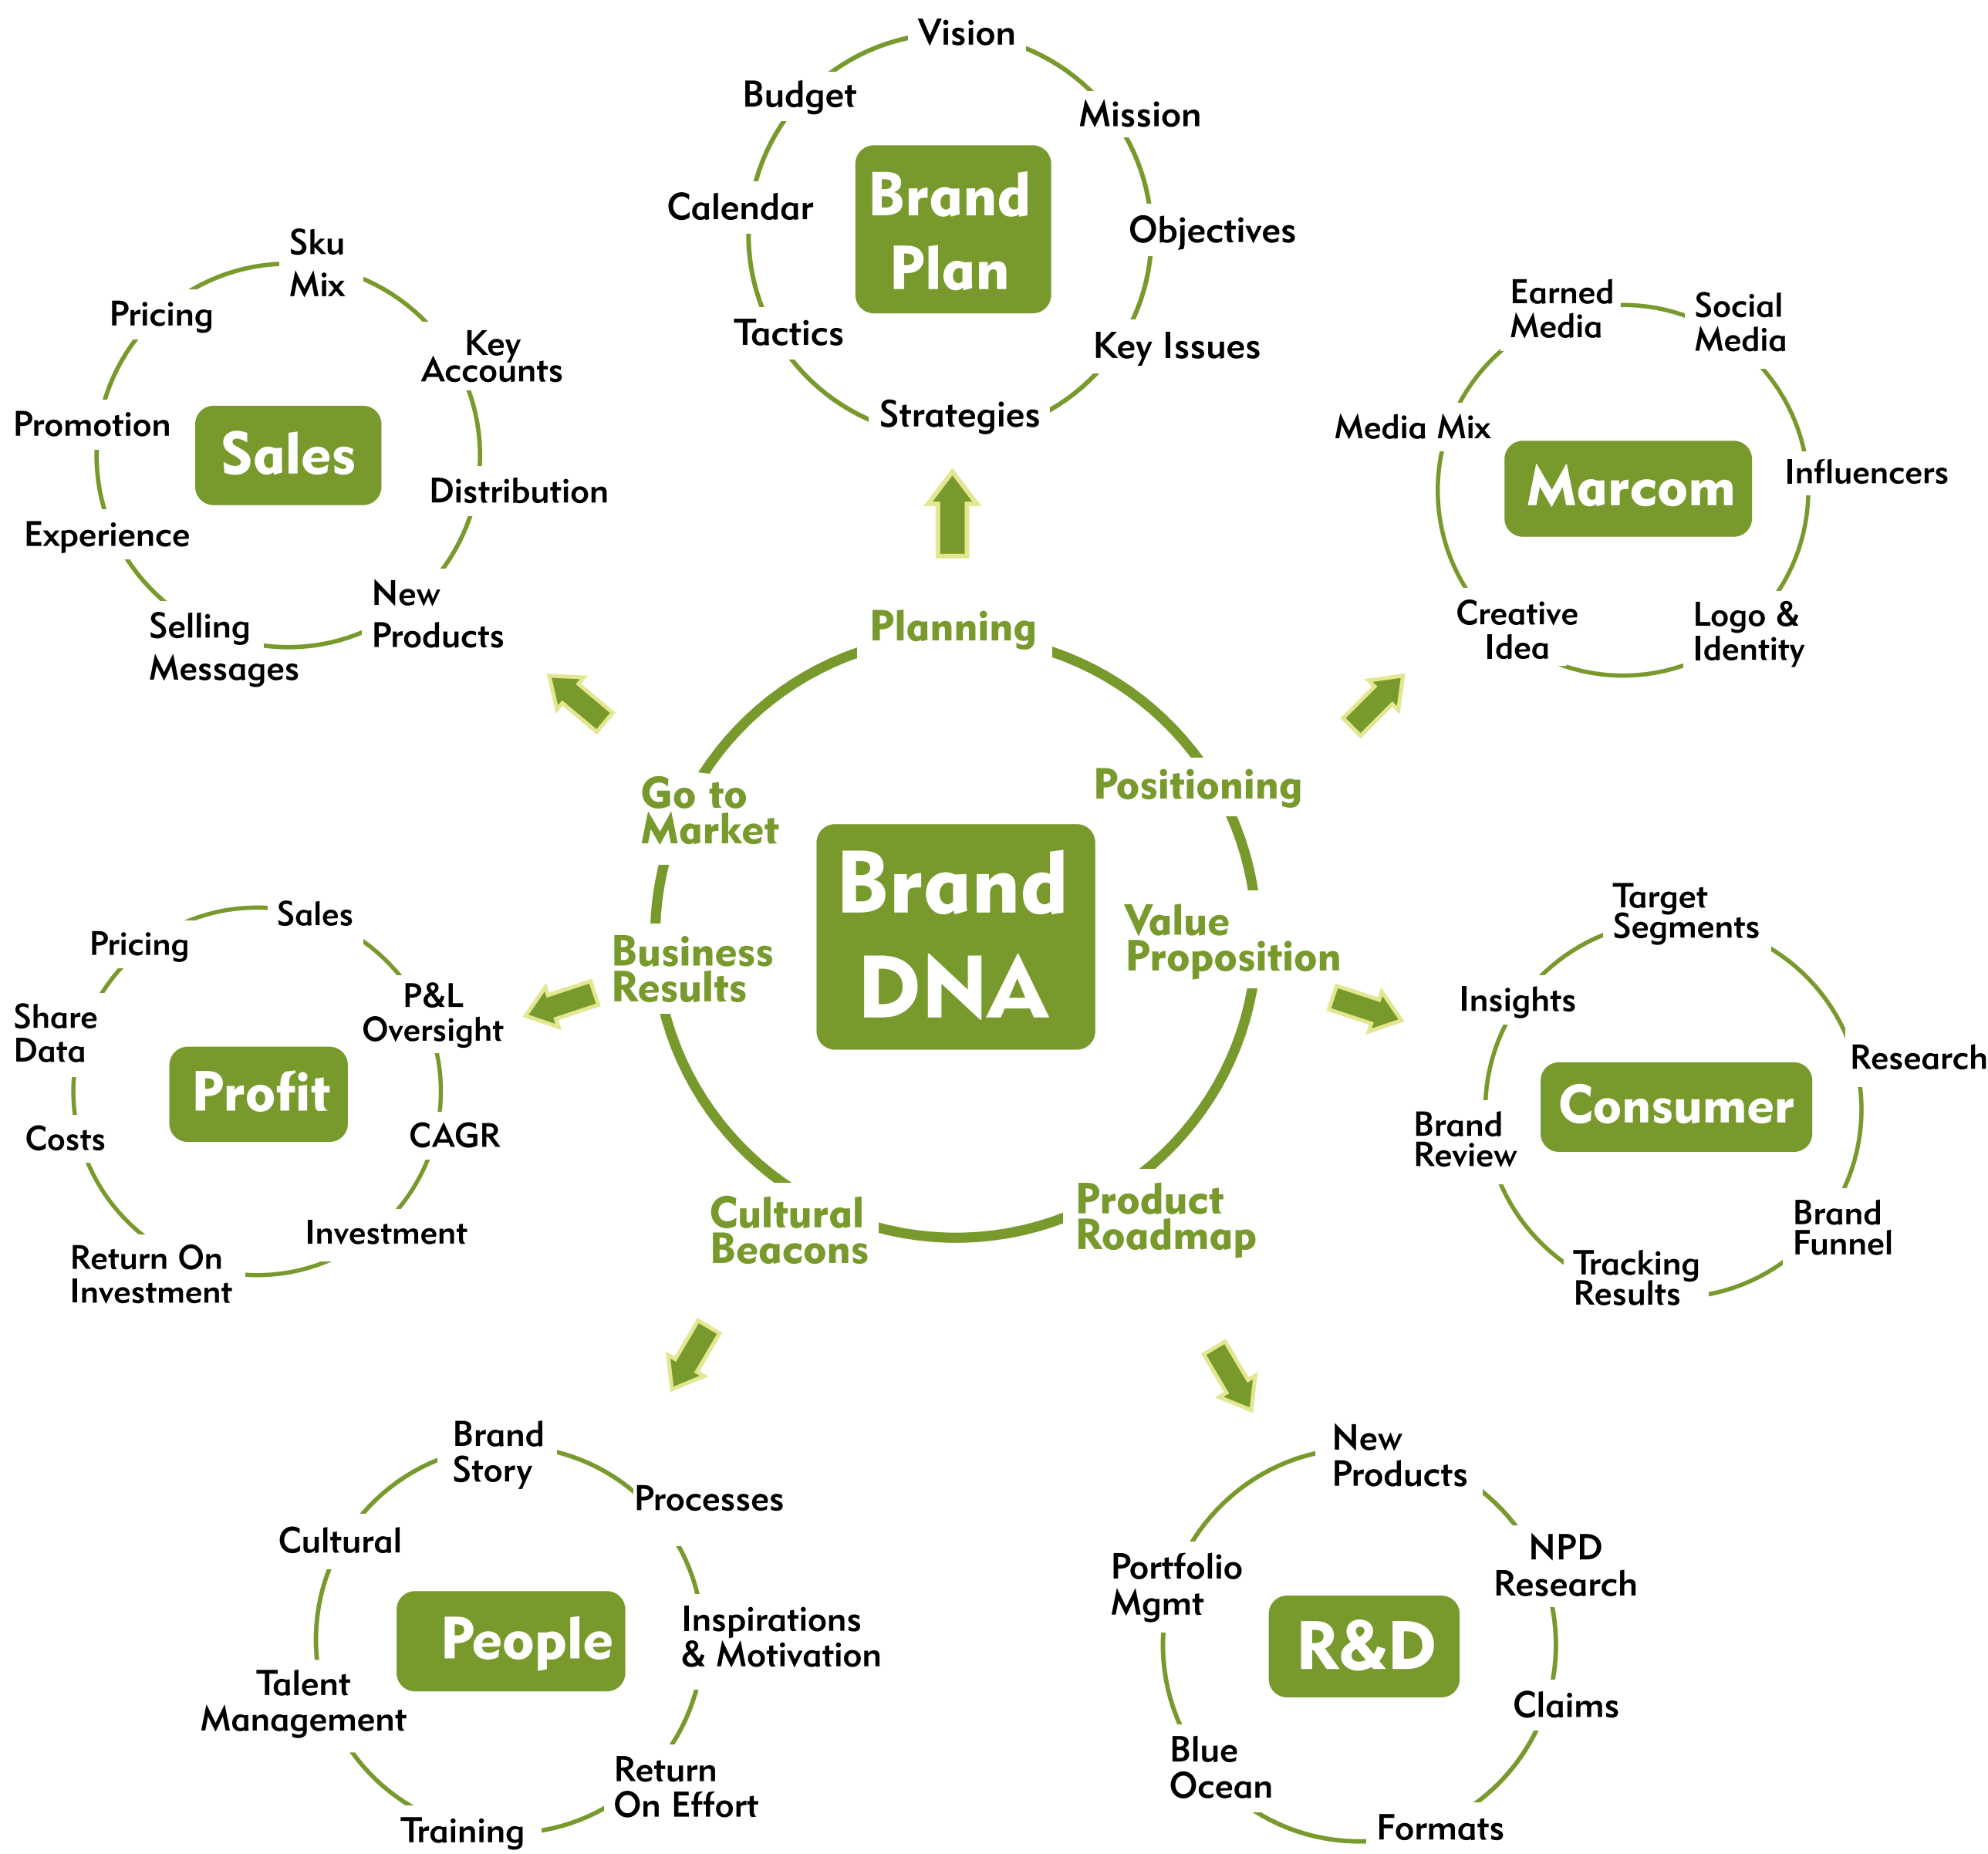 Vision
Budget
Mission
Calendar
Brand
Plan
Objectives
Tactics
Key Issues
Strategies
Sku
Mix
Pricing
Key
Accounts
Promotion
Sales
Distribution
Experience
New
Products
Selling
Messages
Earned
Media
Social
Media
Media Mix
Marcom
Influencers
Creative
Idea
Logo &
Identity
Planning
Go to
Market
Positioning
Brand
DNA
Business
Results
Value
Proposition
Cultural
Beacons
Product
Roadmap
Sales
Pricing
P&L
Oversight
Share
Data
Profit
Costs
CAGR
Investment
Return On
Investment
Target
Segments
Insights
Research
Consumer
Brand
Review
Brand
Funnel
Tracking
Results
Brand
Story
Processes
Cultural
People
Inspirations
& Motivation
Talent
Management
Return
On Effort
Training
New
Products
NPD
Research
Portfolio
Mgmt
R&D
Claims
Blue
Ocean
Formats